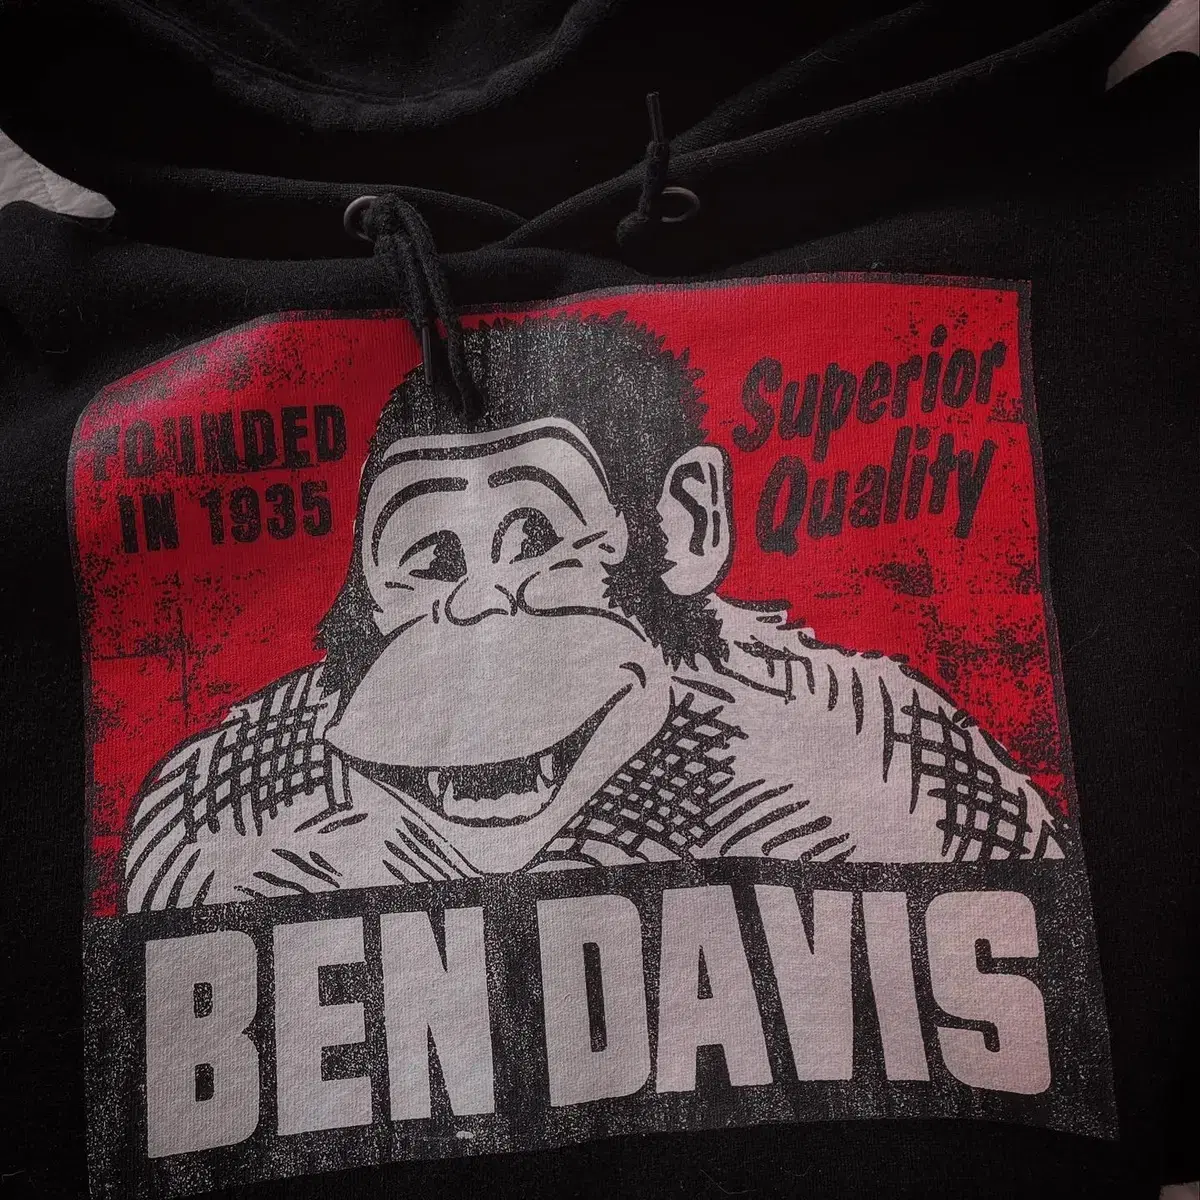 FOUNDED
IN 1935
Superior
Quality
BEN DAVIS